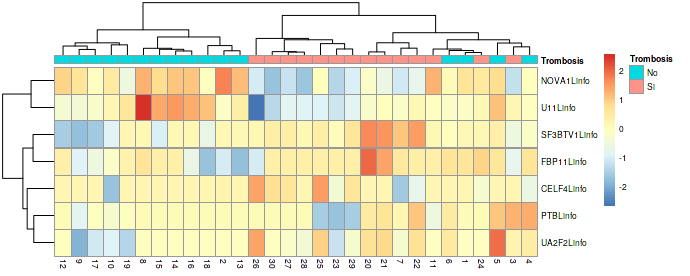 Trombosis
Trombosis
No
SI
2
1
0
-1
-2
NOVA1Linfo
U11Linfo
SF3BTV1Linfo
FBP11Linfo
CELF4Linfo
PTBLinfo
UA2F2Linfo
12 9 17 10 19 8 15 14 16 18 2 13 26 30 27 28 25 23 29 20 21 7 22 11 6 1 24 5 3 4